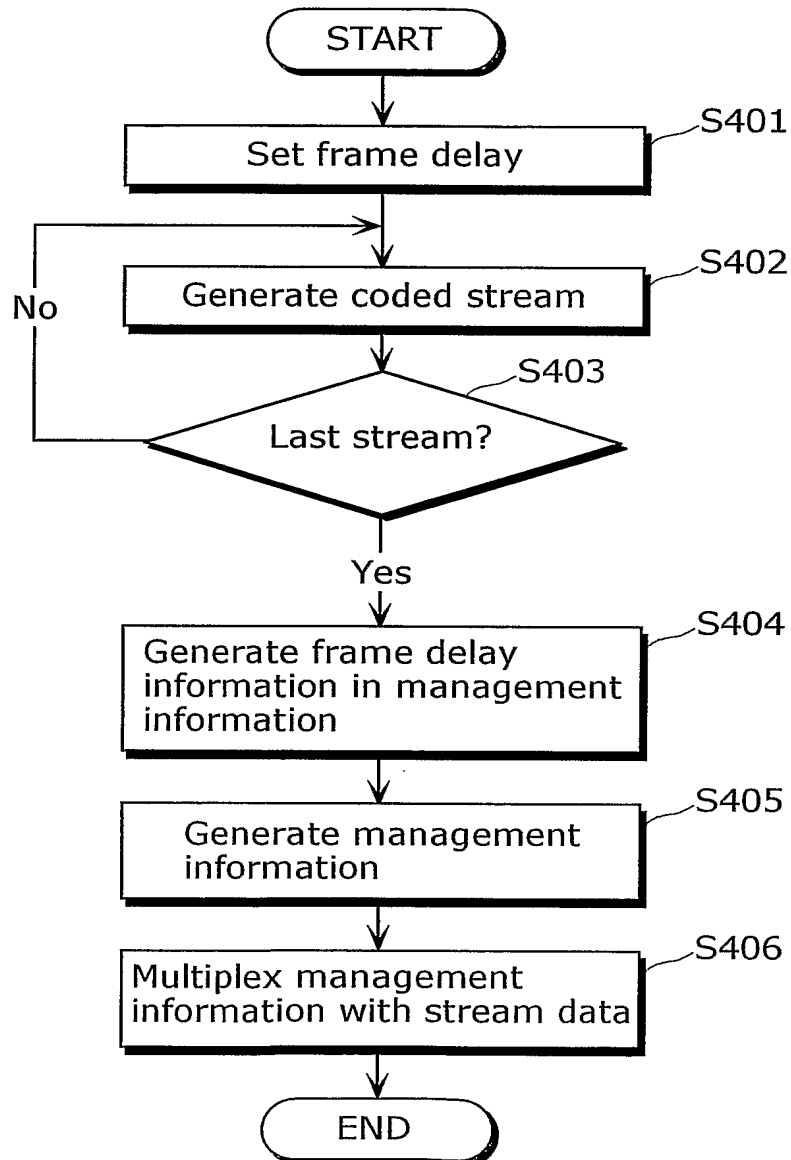 START
S401
Set frame delay
S402
Generate coded stream
No
S403
Last stream?
Yes
S404
Generate frame delay
information in management
information
S405
Generate management
information
S406
Multiplex management
information with stream data
END